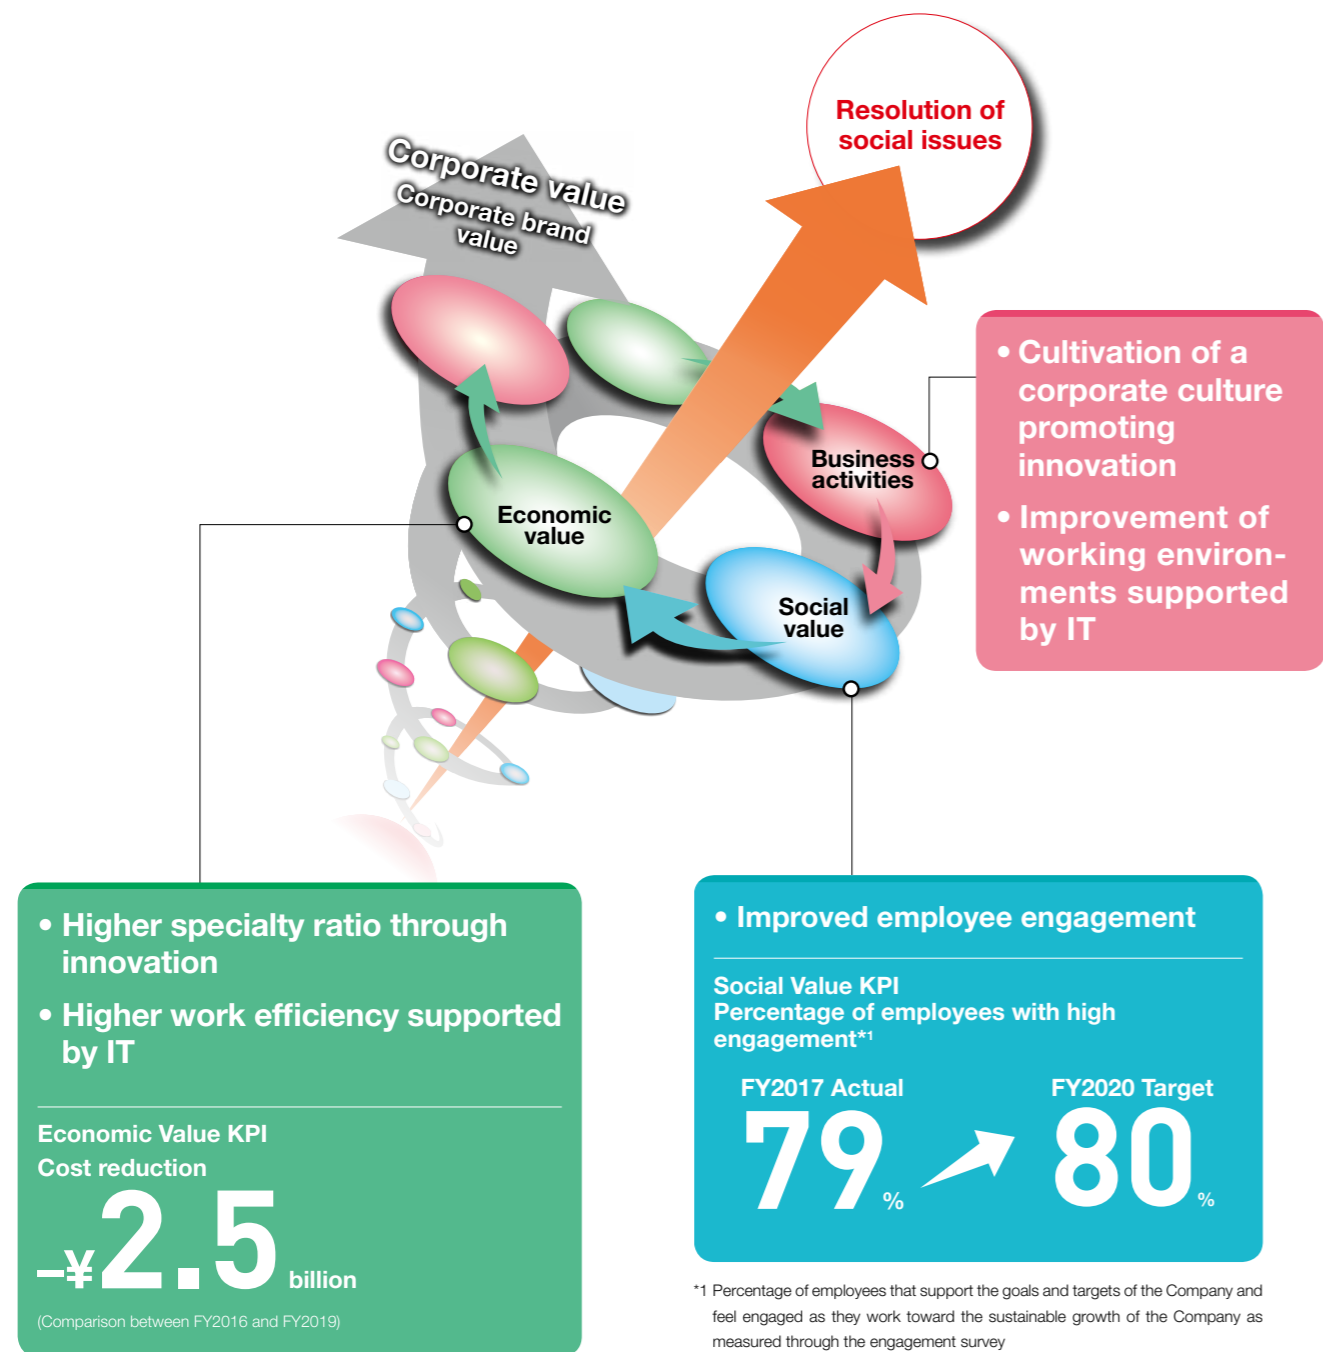 Resolution of
social issues
Corporate value
Corporate brand
value
• Cultivation of a
corporate culture
promoting
innovation
• Improvement of
working environ-
ments supported
by IT
Business
activities
Economic
value
Social
value
• Higher specialty ratio through
innovation
• Higher work efficiency supported
by IT
Economic Value KPI
Cost reduction
–¥2.5 billion
(Comparison between FY2016 and FY2019)
• Improved employee engagement
Social Value KPI
Percentage of employees with high
engagement*1
FY2017 Actual FY2020 Target
79% 80%
*1 Percentage of employees that support the goals and targets of the Company and
feel engaged as they work toward the sustainable growth of the Company as
measured through the engagement survey